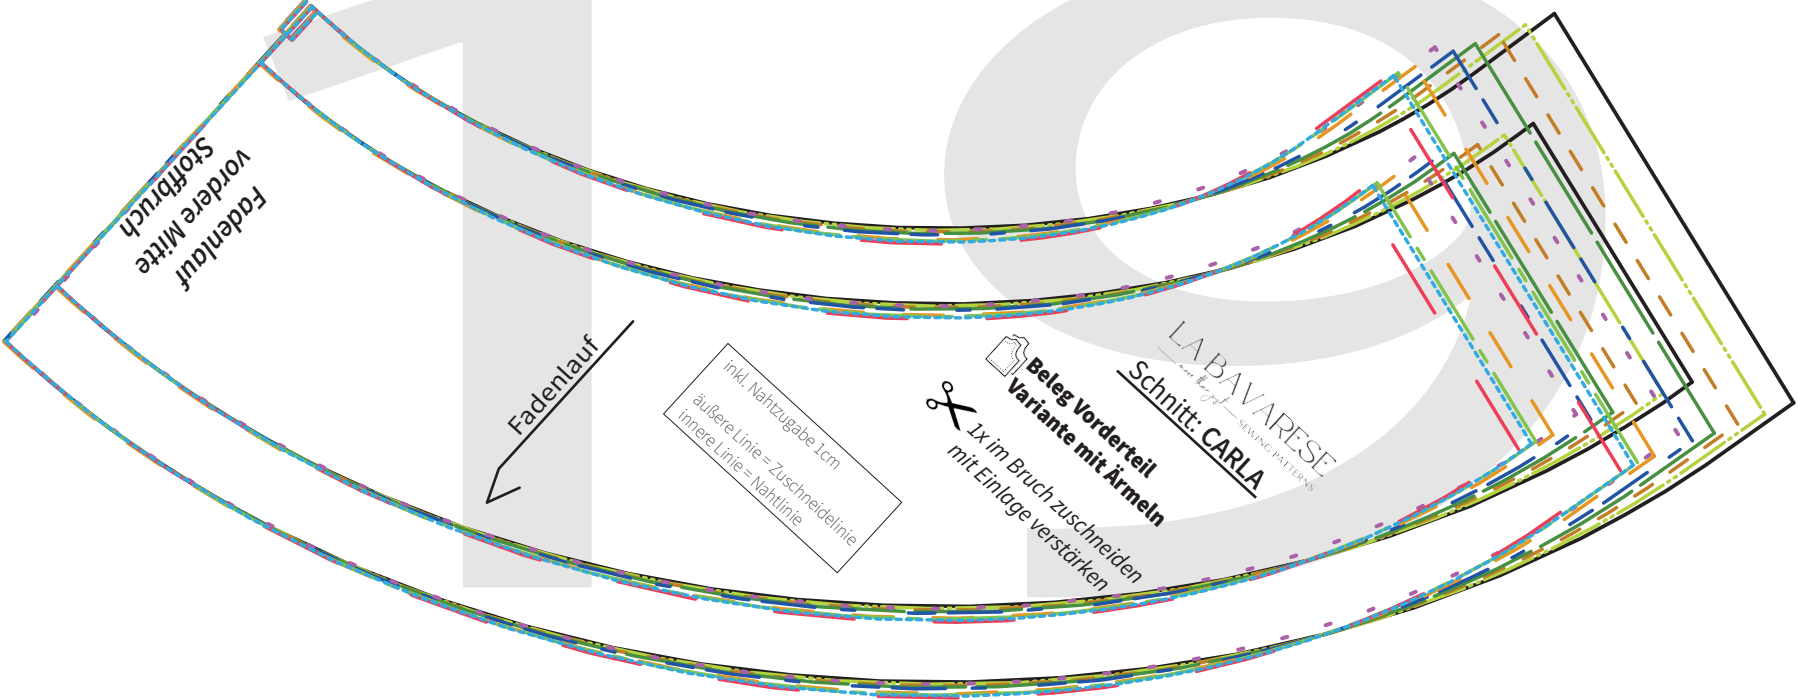 19
Fadenlauf
vordere Mitte
Stoffbruch
Fadenlauf
inkl. Nahtzugabe 1cm
äußere Linie = Zuschneidelinie
innere Linie = Nahtlinie
Beleg Vorderteil
Variante mit Ärmeln
1x im Bruch zuschneiden
mit Einlage verstärken
LA BAVARESE
SEWING PATTERNS
Schnitt: CARLA